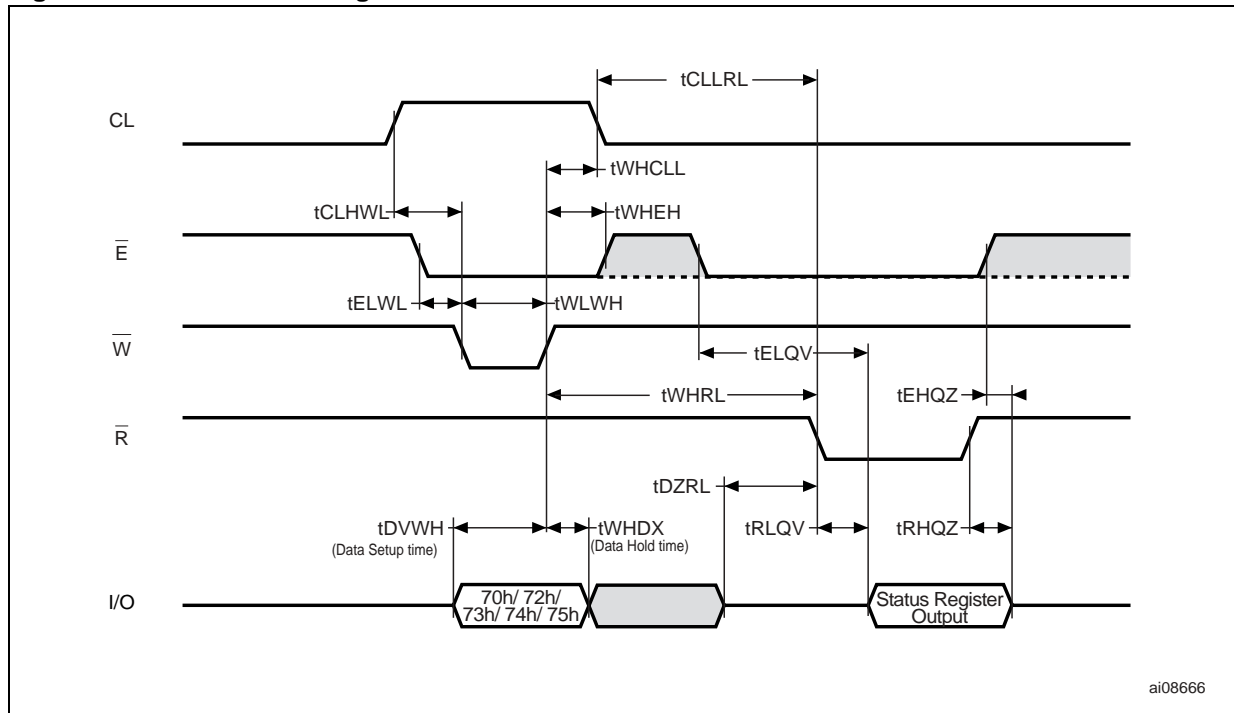 tCLLRL
CL
tWHCLL
tCLHWL
tWHEH
E
tELWL
tWLWH
W
tELQV
tWHRL
tEHQZ
R
tDZRL
tDVWH
(Data Setup time)
tWHDX
(Data Hold time)
tRLQV
tRHQZ
I/O
70h/ 72h/
73h/ 74h/ 75h
Status Register
Output
ai08666